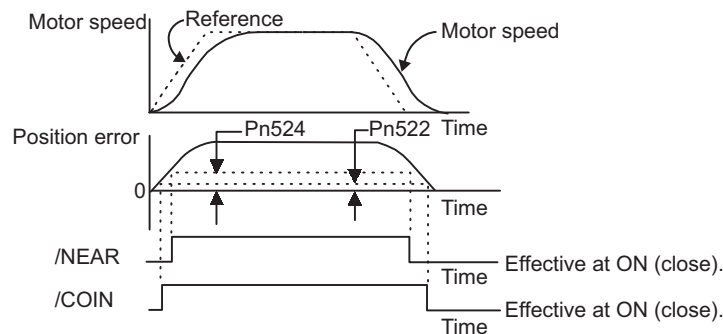 Motor speed
Reference
Motor speed
Time
Position error
Pn524
Pn522
0
Time
/NEAR
Effective at ON (close).
Time
/COIN
Effective at ON (close).
Time